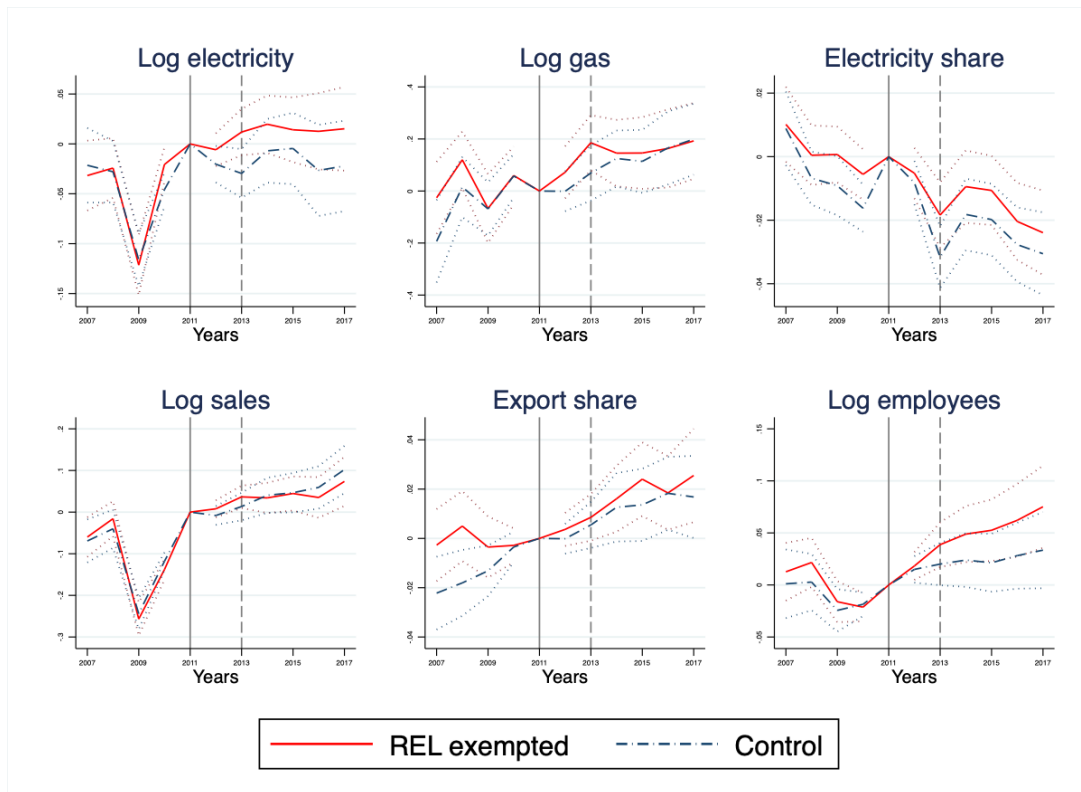 Log electricity
.05
0
-.05
-.1
-.15
2007 2009 2011 2013 2015 2017
Years
Log gas
.4
.2
0
-.2
-.4
2007 2009 2011 2013 2015 2017
Years
Electricity share
.02
0
-.02
-.04
2007 2009 2011 2013 2015 2017
Years
Log sales
.2
.1
0
-.1
-.2
-.3
2007 2009 2011 2013 2015 2017
Years
Export share
.04
.02
0
-.02
-.04
2007 2009 2011 2013 2015 2017
Years
Log employees
.15
.1
.05
0
-.05
2007 2009 2011 2013 2015 2017
Years
REL exempted Control